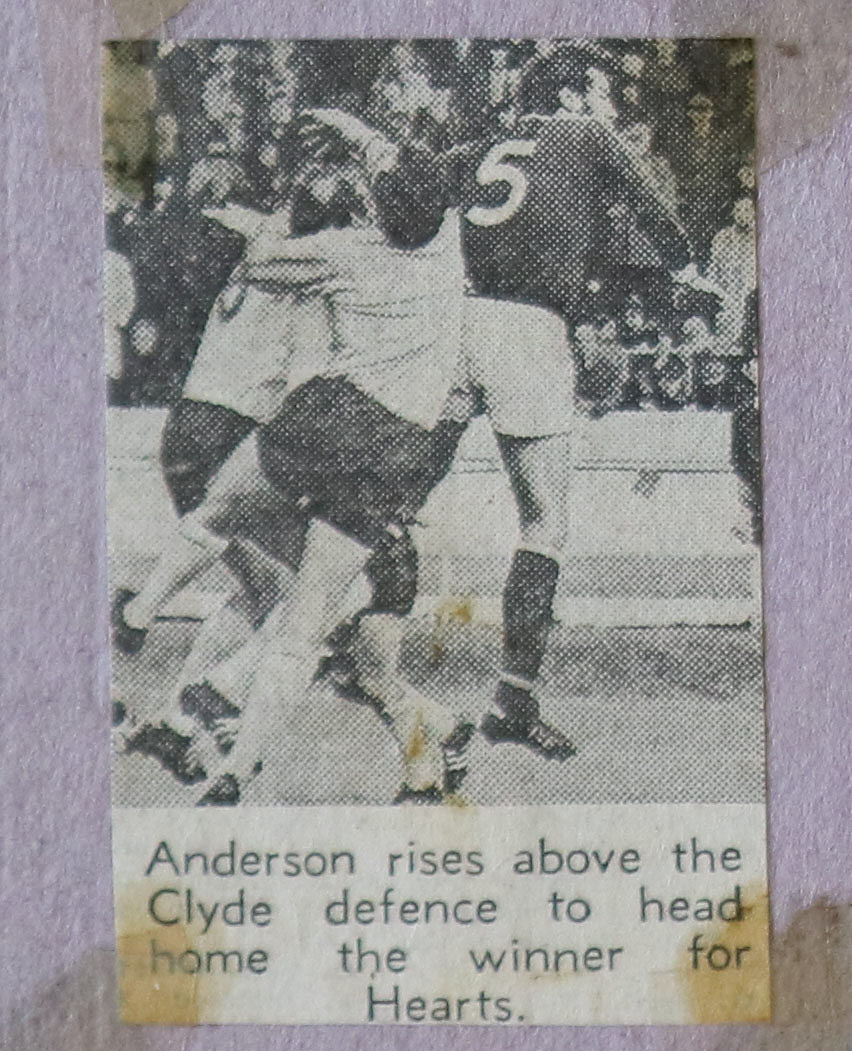 5
Anderson rises above the
Clyde defence to head
home the winner for
Hearts.